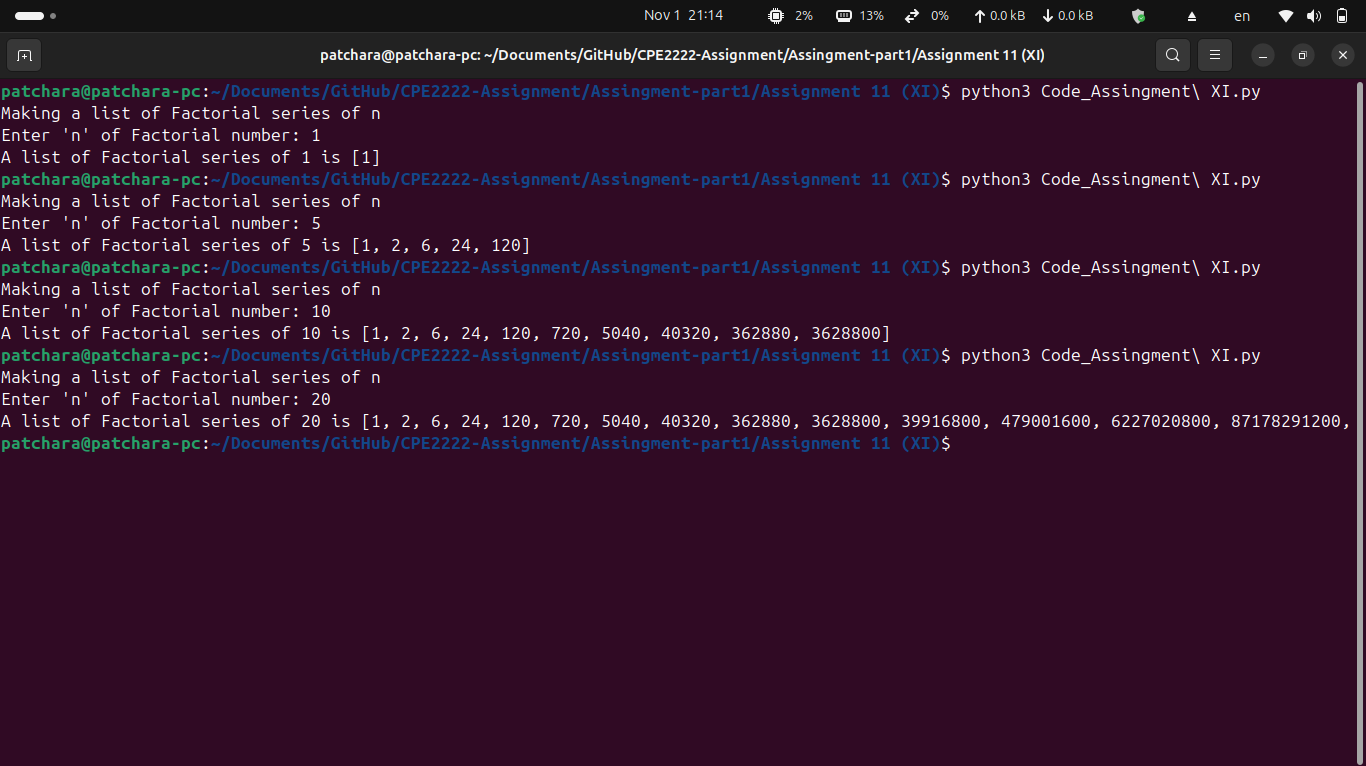 Nov 1 21:14 2% 13% 0% 0.0 kB 0.0 kB en
patchara@patchara-pc: ~/Documents/GitHub/CPE2222-Assignment/Assingment-part1/Assignment 11 (XI)
patchara@patchara-pc:~/Documents/GitHub/CPE2222-Assignment/Assingment-part1/Assignment 11 (XI)$ python3 Code_Assingment\ XI.py
Making a list of Factorial series of n
Enter 'n' of Factorial number: 1
A list of Factorial series of 1 is [1]
patchara@patchara-pc:~/Documents/GitHub/CPE2222-Assignment/Assingment-part1/Assignment 11 (XI)$ python3 Code_Assingment\ XI.py
Making a list of Factorial series of n
Enter 'n' of Factorial number: 5
A list of Factorial series of 5 is [1, 2, 6, 24, 120]
patchara@patchara-pc:~/Documents/GitHub/CPE2222-Assignment/Assingment-part1/Assignment 11 (XI)$ python3 Code_Assingment\ XI.py
Making a list of Factorial series of n
Enter 'n' of Factorial number: 10
A list of Factorial series of 10 is [1, 2, 6, 24, 120, 720, 5040, 40320, 362880, 3628800]
patchara@patchara-pc:~/Documents/GitHub/CPE2222-Assignment/Assingment-part1/Assignment 11 (XI)$ python3 Code_Assingment\ XI.py
Making a list of Factorial series of n
Enter 'n' of Factorial number: 20
A list of Factorial series of 20 is [1, 2, 6, 24, 120, 720, 5040, 40320, 362880, 3628800, 39916800, 479001600, 6227020800, 87178291200,
patchara@patchara-pc:~/Documents/GitHub/CPE2222-Assignment/Assingment-part1/Assignment 11 (XI)$